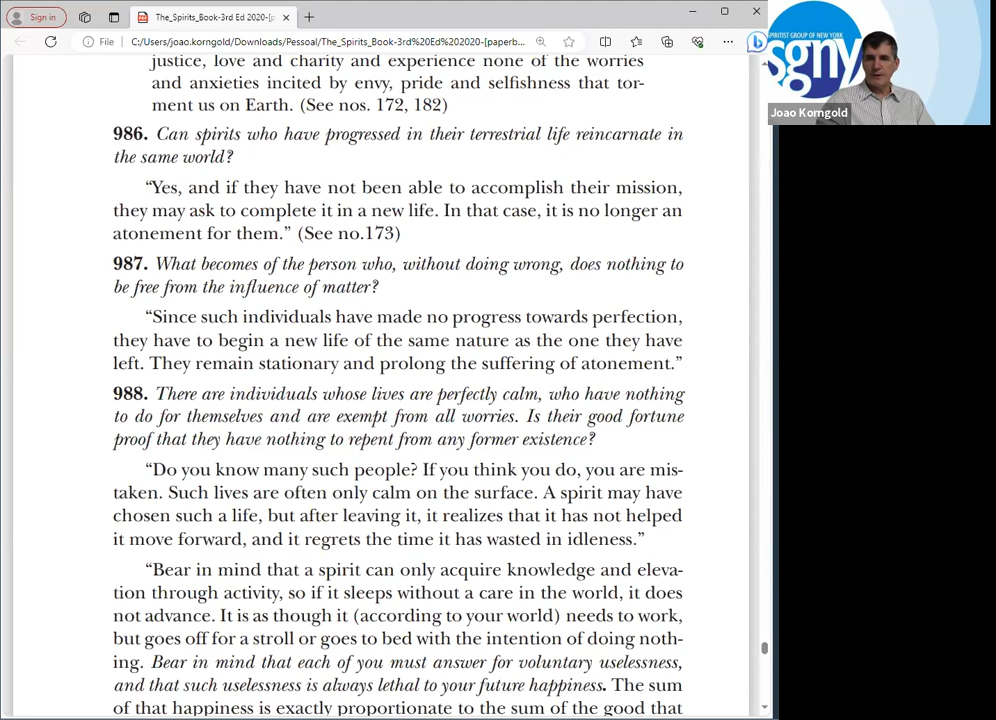 Sign in
The_Spirits_Book-3rd Ed 2020-[p
File
C:/Users/joao.korngold/Downloads/Pessoal/The_Spirits_Book-3rd%20Ed%202020-[paperb...
SPIRITIST GROUP OF NEW YORK
sgny
Joao Korngold
justice, love and charity and experience none of the worries
and anxieties incited by envy, pride and selfishness that tor-
ment us on Earth. (See nos. 172, 182)
986. Can spirits who have progressed in their terrestrial life reincarnate in
the same world?
“Yes, and if they have not been able to accomplish their mission,
they may ask to complete it in a new life. In that case, it is no longer an
atonement for them.” (See no.173)
987. What becomes of the person who, without doing wrong, does nothing to
be free from the influence of matter?
“Since such individuals have made no progress towards perfection,
they have to begin a new life of the same nature as the one they have
left. They remain stationary and prolong the suffering of atonement.”
988. There are individuals whose lives are perfectly calm, who have nothing
to do for themselves and are exempt from all worries. Is their good fortune
proof that they have nothing to repent from any former existence?
“Do you know many such people? If you think you do, you are mis-
taken. Such lives are often only calm on the surface. A spirit may have
chosen such a life, but after leaving it, it realizes that it has not helped
it move forward, and it regrets the time it has wasted in idleness.”
“Bear in mind that a spirit can only acquire knowledge and eleva-
tion through activity, so if it sleeps without a care in the world, it does
not advance. It is as though it (according to your world) needs to work,
but goes off for a stroll or goes to bed with the intention of doing noth-
ing. Bear in mind that each of you must answer for voluntary uselessness,
and that such uselessness is always lethal to your future happiness. The sum
of that happiness is exactly proportionate to the sum of the good that